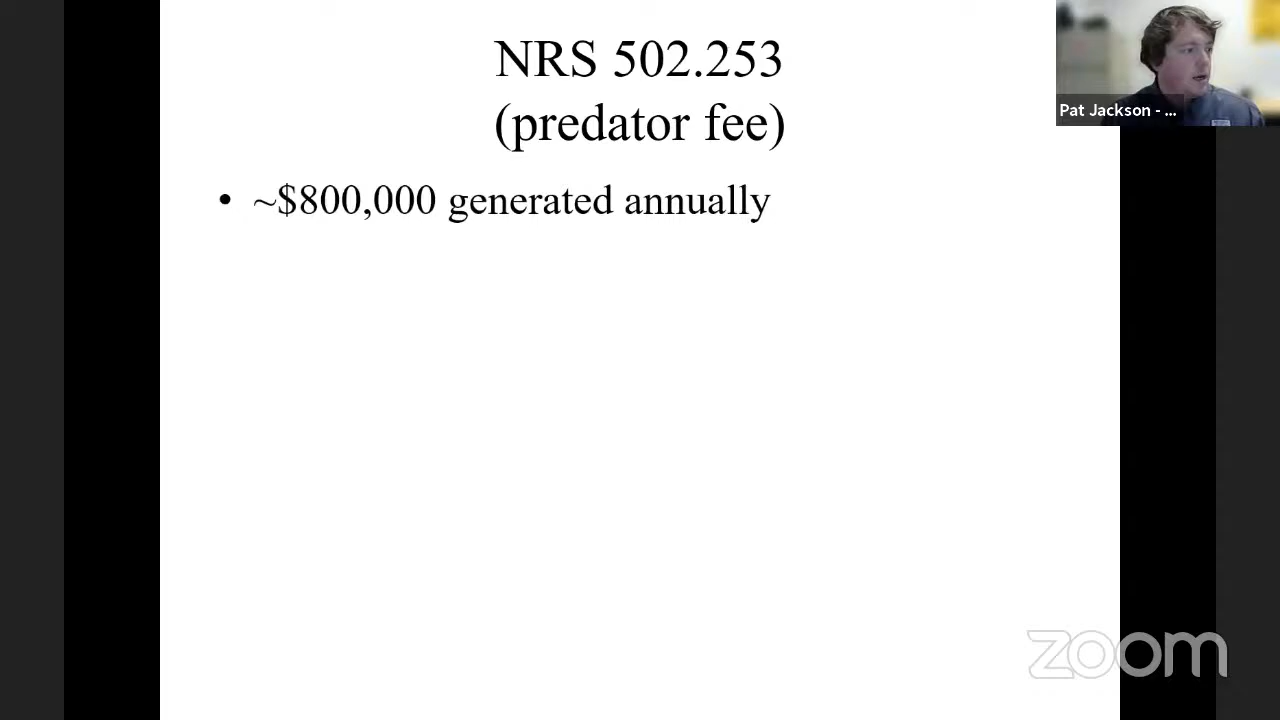 NRS 502.253
(predator fee)
Pat Jackson - ...
• ~$800,000 generated annually
zoom